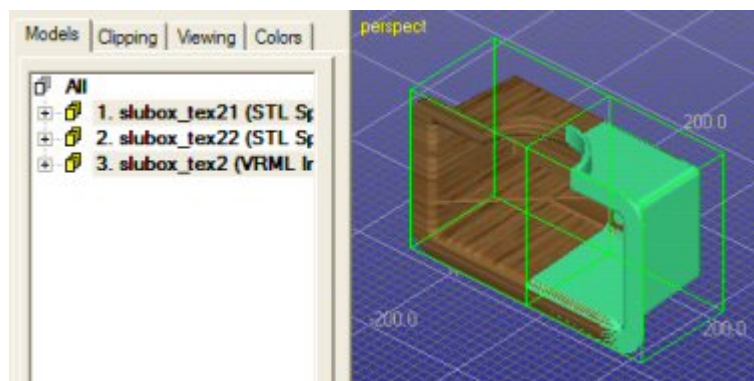 Models Clipping Viewing Colors
All
1. slubox_tex21 (STL Sp
2. slubox_tex22 (STL Sp
3. slubox_tex2 (VRML Ir
perspect
200.0
-200.0
200.0